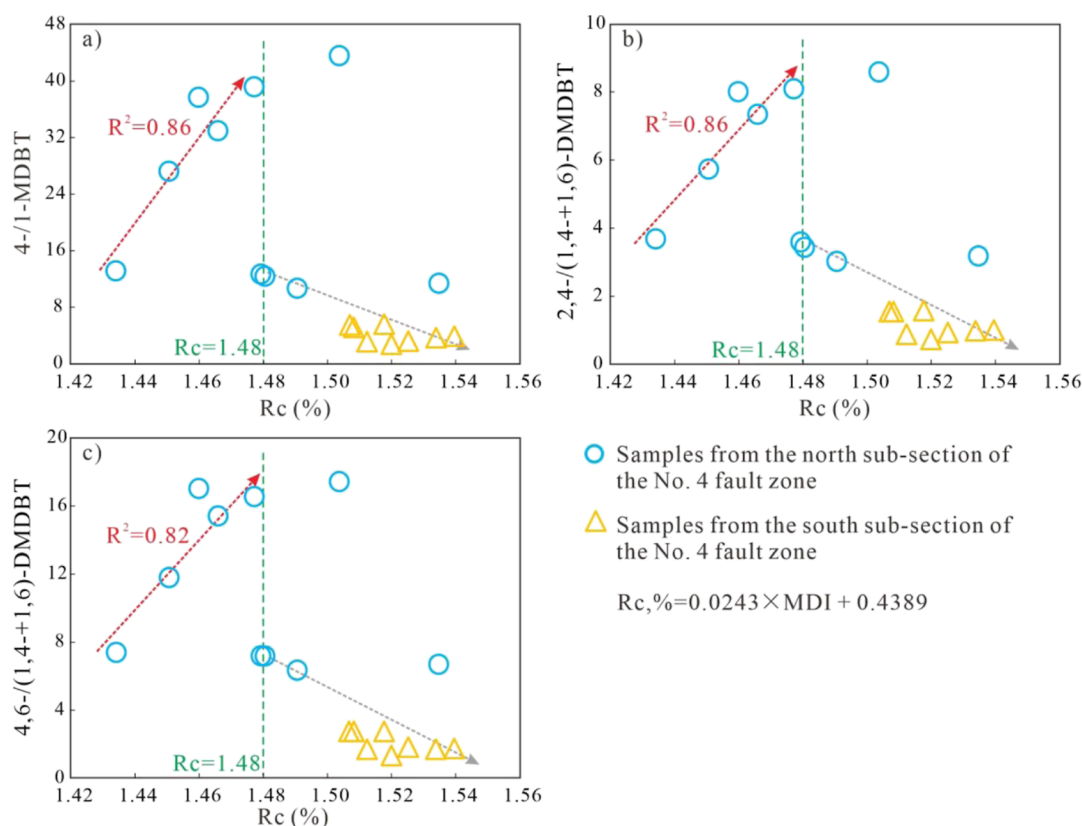 a)
48
40
32
24
16
8
0
4-/1-MDBT
R²=0.86
Rc=1.48
1.42 1.44 1.46 1.48 1.50 1.52 1.54 1.56
Rc (%)
b)
10
8
6
4
2
0
2,4-/(1,4-+1,6)-DMDBT
R²=0.86
Rc=1.48
1.42 1.44 1.46 1.48 1.50 1.52 1.54 1.56
Rc (%)
c)
20
16
12
8
4
0
4,6-/(1,4-+1,6)-DMDBT
R²=0.82
Rc=1.48
1.42 1.44 1.46 1.48 1.50 1.52 1.54 1.56
Rc (%)
Samples from the north sub-section of
the No. 4 fault zone
Samples from the south sub-section of
the No. 4 fault zone
Rc,%=0.0243×MDI+0.4389